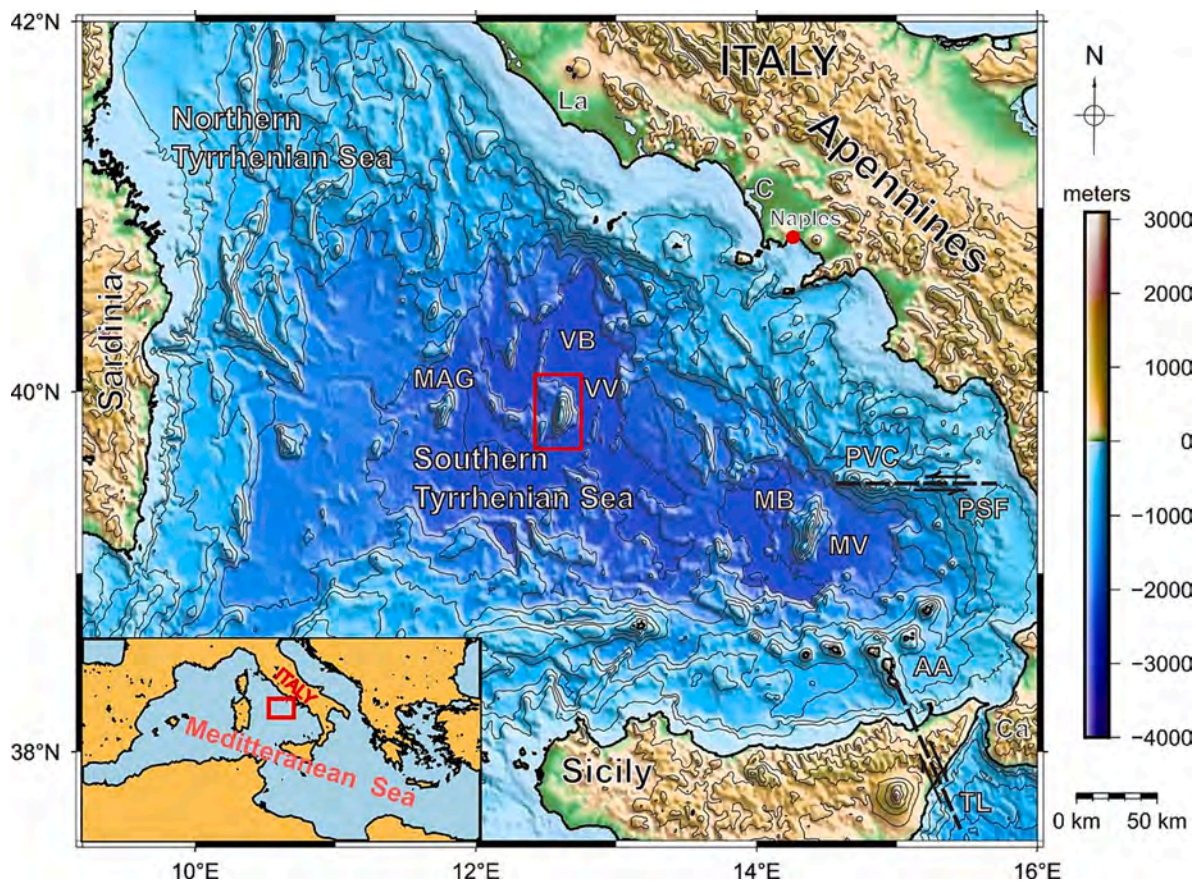 42°N
40°N
38°N
10°E
12°E
14°E
16°E
ITALY
La
Apennines
Northern
Tyrrhenian Sea
C
Naples
Sardinia
VB
MAG
VV
Southern
Tyrrhenian Sea
PVC
PSF
MB
MV
AA
Sicily
Ca
TL
ITALY
Meditteranean Sea
N
meters
3000
2000
1000
0
−1000
−2000
−3000
−4000
0 km
50 km